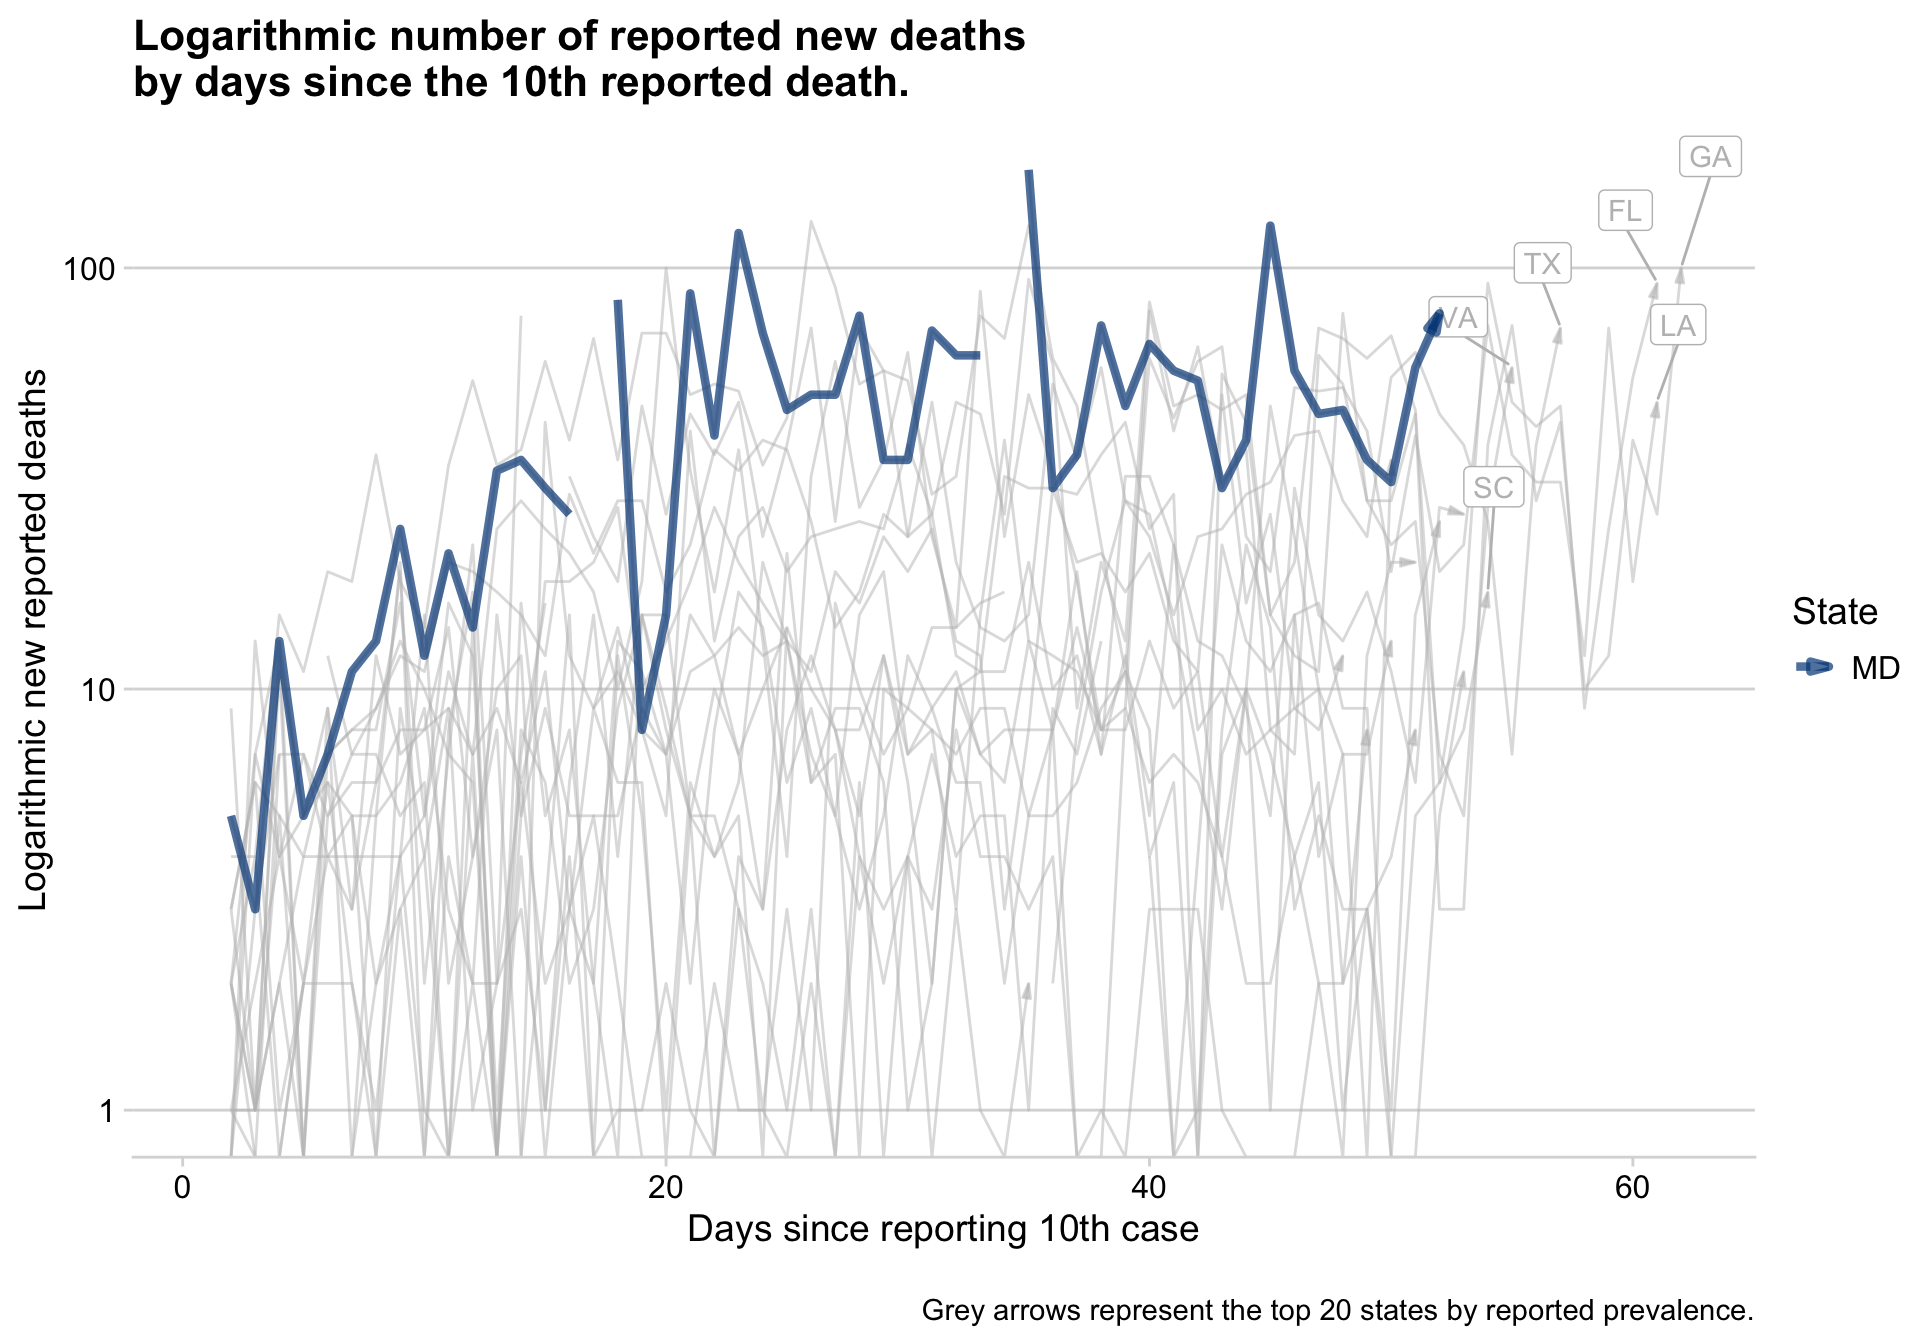 Logarithmic number of reported new deaths
by days since the 10th reported death.
Logarithmic new reported deaths
100
10
1
GA
FL
TX
VA
LA
SC
State
MD
0
20
40
60
Days since reporting 10th case
Grey arrows represent the top 20 states by reported prevalence.